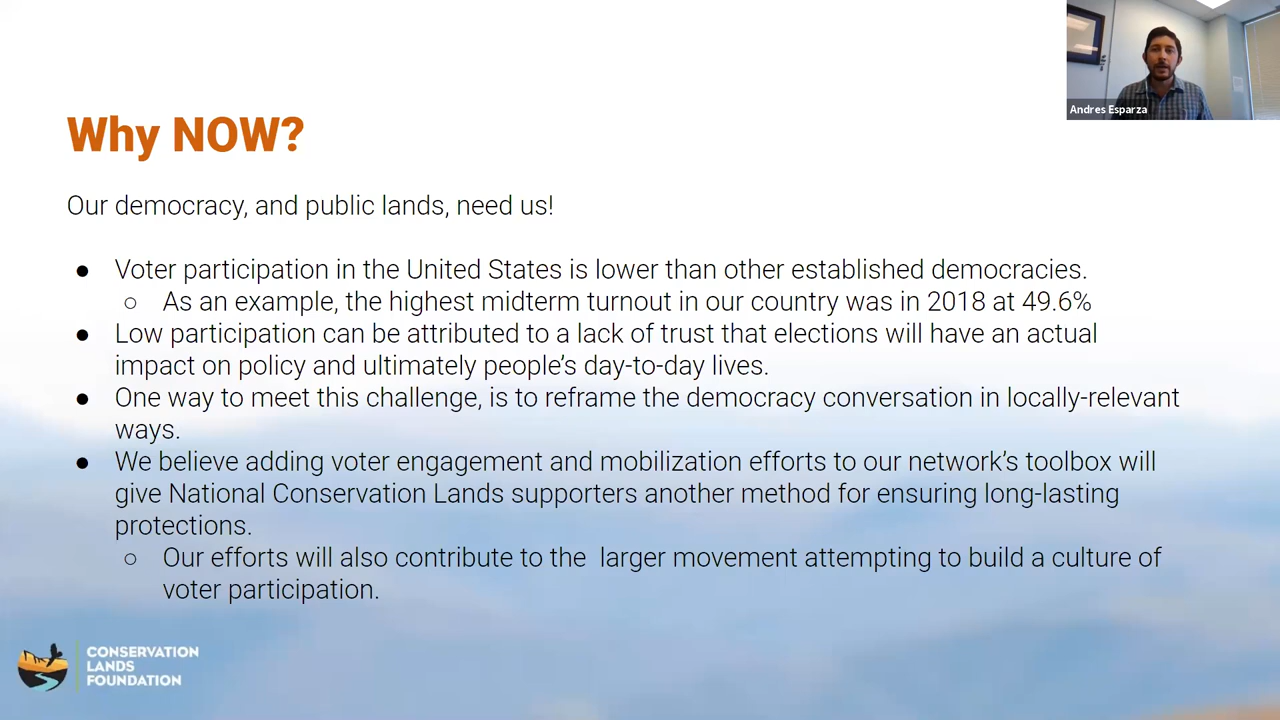 Andres Esparza
Why NOW?
Our democracy, and public lands, need us!
● Voter participation in the United States is lower than other established democracies.
○ As an example, the highest midterm turnout in our country was in 2018 at 49.6%
● Low participation can be attributed to a lack of trust that elections will have an actual
impact on policy and ultimately people's day-to-day lives.
● One way to meet this challenge, is to reframe the democracy conversation in locally-relevant
ways.
● We believe adding voter engagement and mobilization efforts to our network's toolbox will
give National Conservation Lands supporters another method for ensuring long-lasting
protections.
○ Our efforts will also contribute to the  larger movement attempting to build a culture of
voter participation.
CONSERVATION
LANDS
FOUNDATION